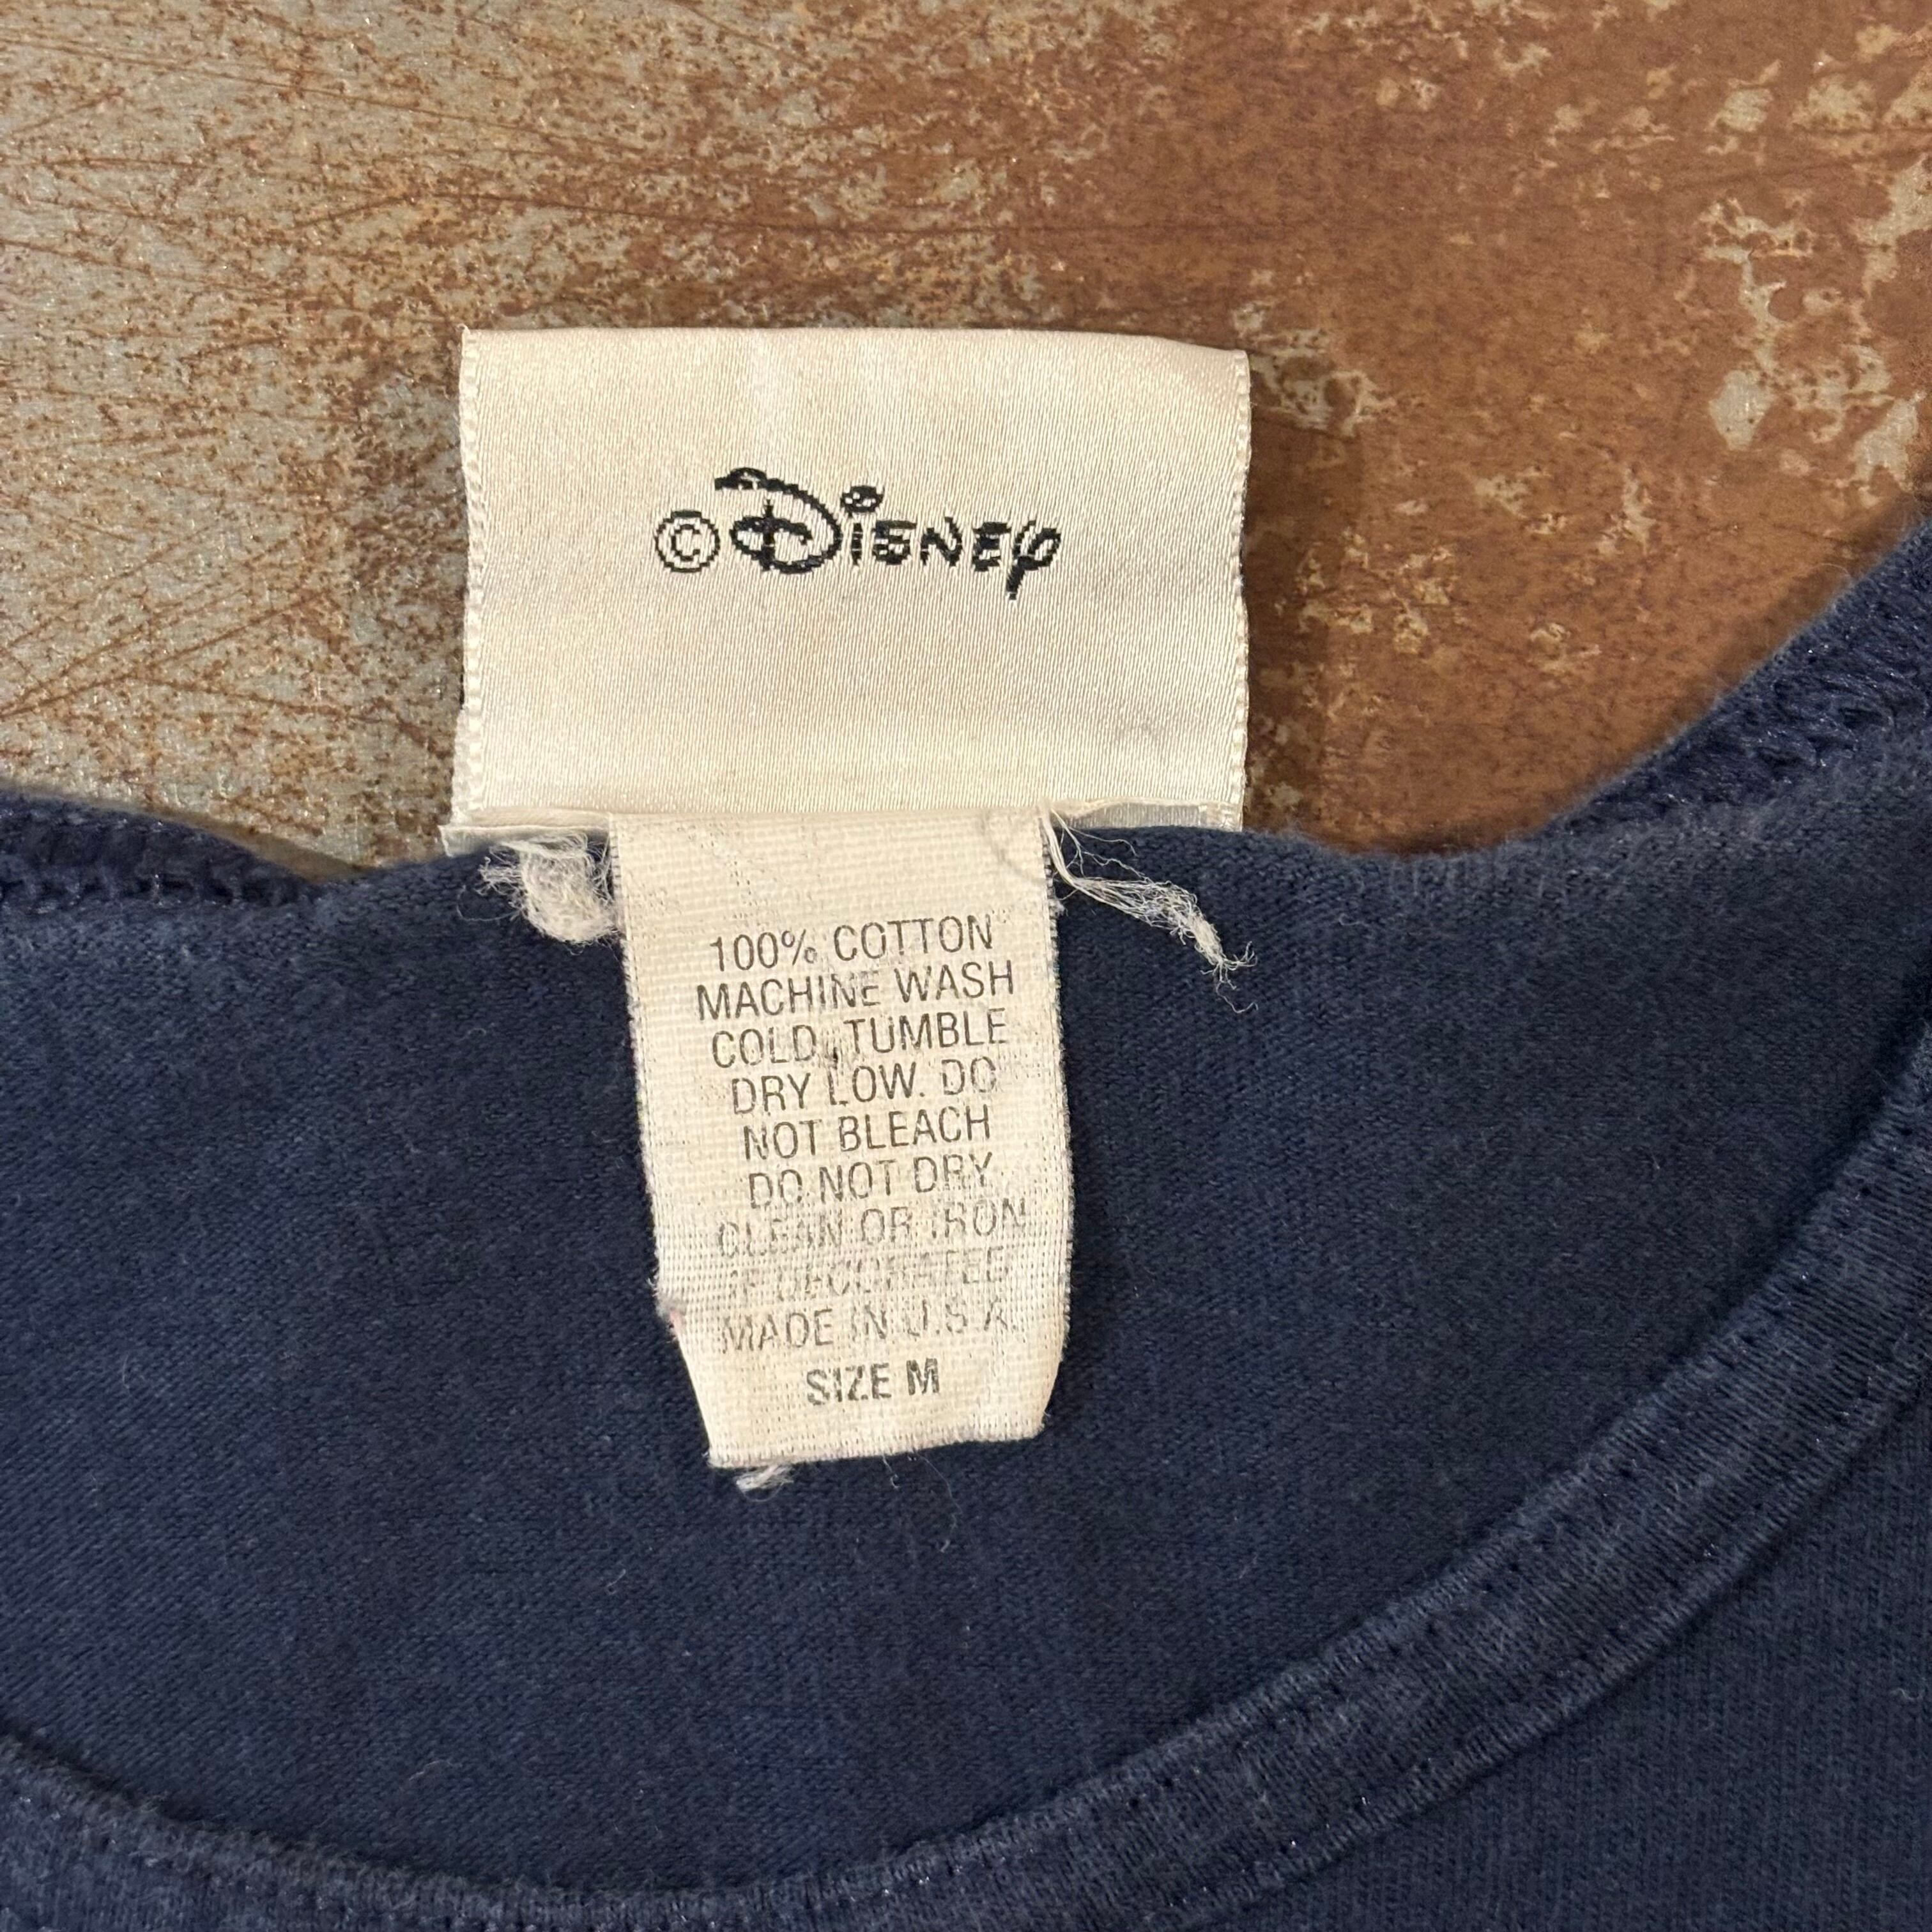 ©Disney
100% COTTON
MACHINE WASH
COLD, TUMBLE
DRY LOW. DO
NOT BLEACH
DO NOT DRY
CLEAN OR IRON
IF DECORATED
MADE IN U.S.A.
SIZE M